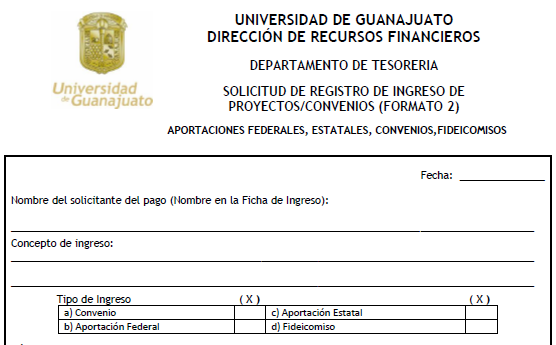 UNIVERSIDAD DE GUANAJUATO
DIRECCIÓN DE RECURSOS FINANCIEROS
DEPARTAMENTO DE TESORERIA
Universidad
de Guanajuato
SOLICITUD DE REGISTRO DE INGRESO DE
PROYECTOS/CONVENIOS (FORMATO 2)
APORTACIONES FEDERALES, ESTATALES, CONVENIOS,FIDEICOMISOS
Fecha:
Nombre del solicitante del pago (Nombre en la Ficha de Ingreso):
Concepto de ingreso:
Tipo de Ingreso ( X ) ( X )
a) Convenio c) Aportación Estatal
b) Aportación Federal d) Fideicomiso